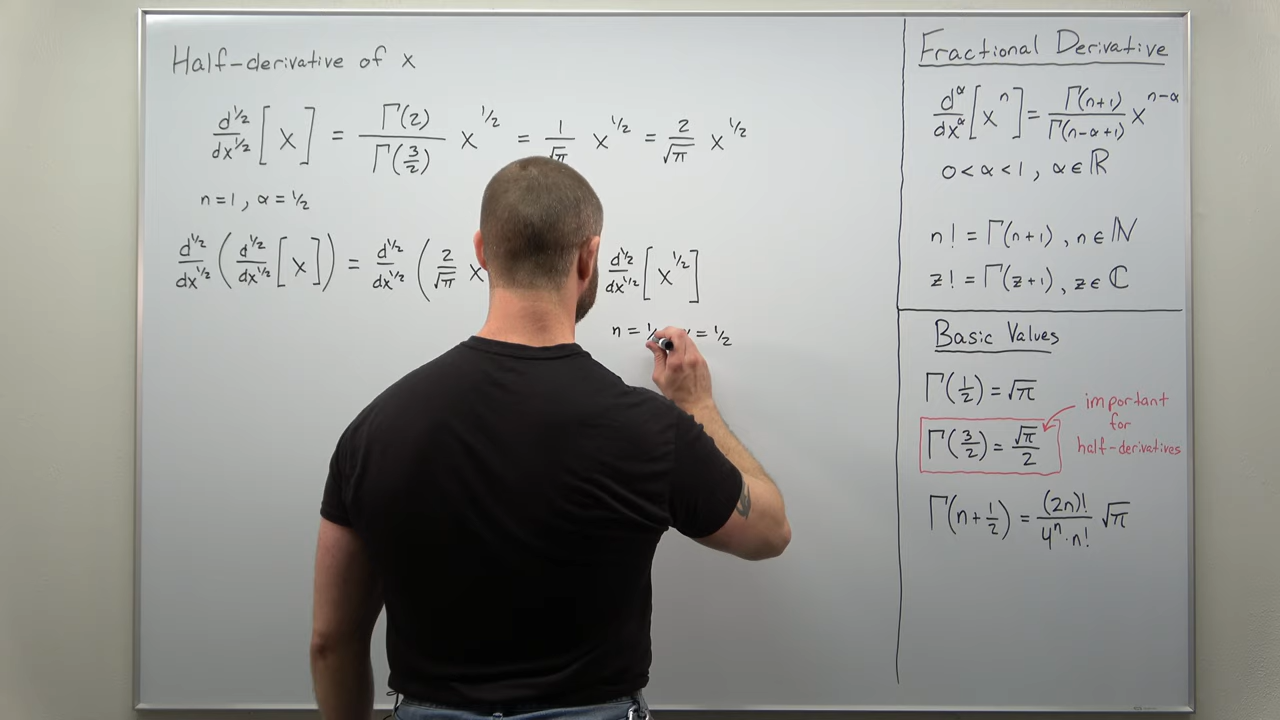 Half-derivative of x
d^½/dx^½ [x] = Γ(2)/Γ(3/2) x^½ = 1/√π x^½ = 2/√π x^½
n=1, α=½
d^½/dx^½ (d^½/dx^½ [x]) = d^½/dx^½ (2/√π x d^½/dx^½ [x^½]
n = = ½
Fractional Derivative
d^α/dx^α [x^n] = Γ(n+1)/Γ(n-α+1) x^(n-α)
0<α<1, α∈ℝ
n! = Γ(n+1), n∈ℕ
z! = Γ(z+1), z∈ℂ
Basic Values
Γ(1/2) = √π
Γ(3/2) = √π/2
important
for
half-derivatives
Γ(n+1/2) = (2n)!/(4^n·n!) √π